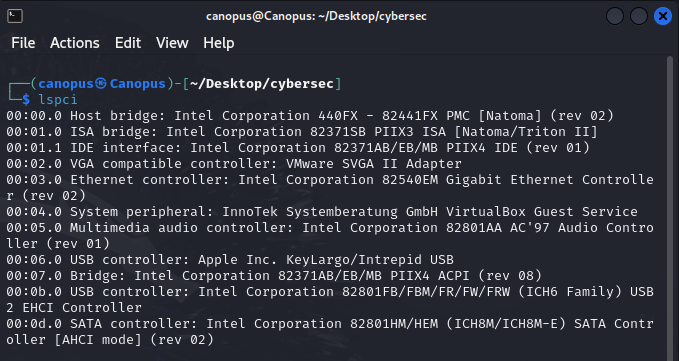 canopus@Canopus: ~/Desktop/cybersec
File Actions Edit View Help
┌──(canopus㉿Canopus)-[~/Desktop/cybersec]
└─$ lspci
00:00.0 Host bridge: Intel Corporation 440FX - 82441FX PMC [Natoma] (rev 02)
00:01.0 ISA bridge: Intel Corporation 82371SB PIIX3 ISA [Natoma/Triton II]
00:01.1 IDE interface: Intel Corporation 82371AB/EB/MB PIIX4 IDE (rev 01)
00:02.0 VGA compatible controller: VMware SVGA II Adapter
00:03.0 Ethernet controller: Intel Corporation 82540EM Gigabit Ethernet Controlle
r (rev 02)
00:04.0 System peripheral: InnoTek Systemberatung GmbH VirtualBox Guest Service
00:05.0 Multimedia audio controller: Intel Corporation 82801AA AC'97 Audio Contro
ller (rev 01)
00:06.0 USB controller: Apple Inc. KeyLargo/Intrepid USB
00:07.0 Bridge: Intel Corporation 82371AB/EB/MB PIIX4 ACPI (rev 08)
00:0b.0 USB controller: Intel Corporation 82801FB/FBM/FR/FW/FRW (ICH6 Family) USB
2 EHCI Controller
00:0d.0 SATA controller: Intel Corporation 82801HM/HEM (ICH8M/ICH8M-E) SATA Contr
oller [AHCI mode] (rev 02)